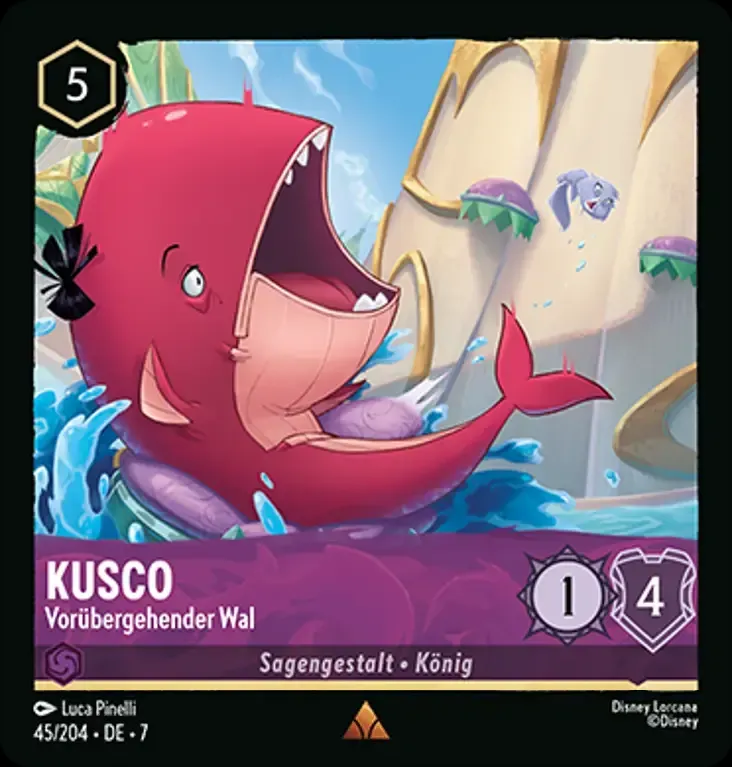 5
KUSCO
Vorübergehender Wal
1
4
Sagengestalt • König
Luca Pinelli
45/204 • DE • 7
Disney Lorcana
©Disney